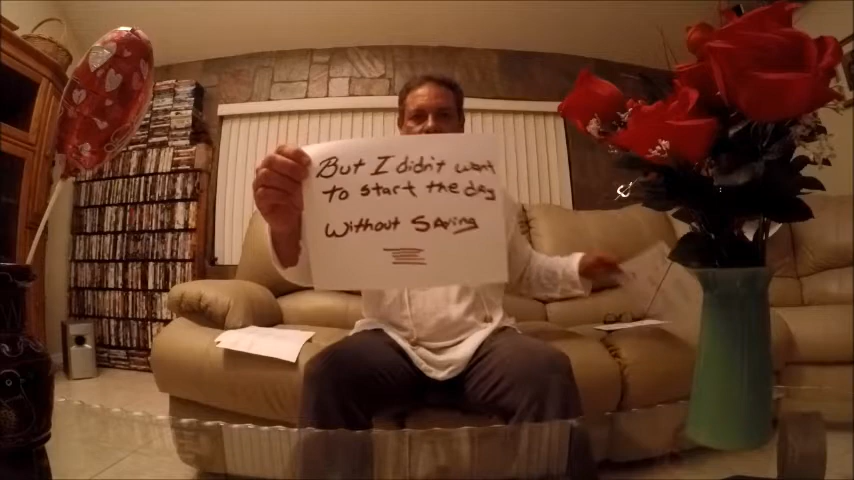 But I didn't want
to start the day
without saying